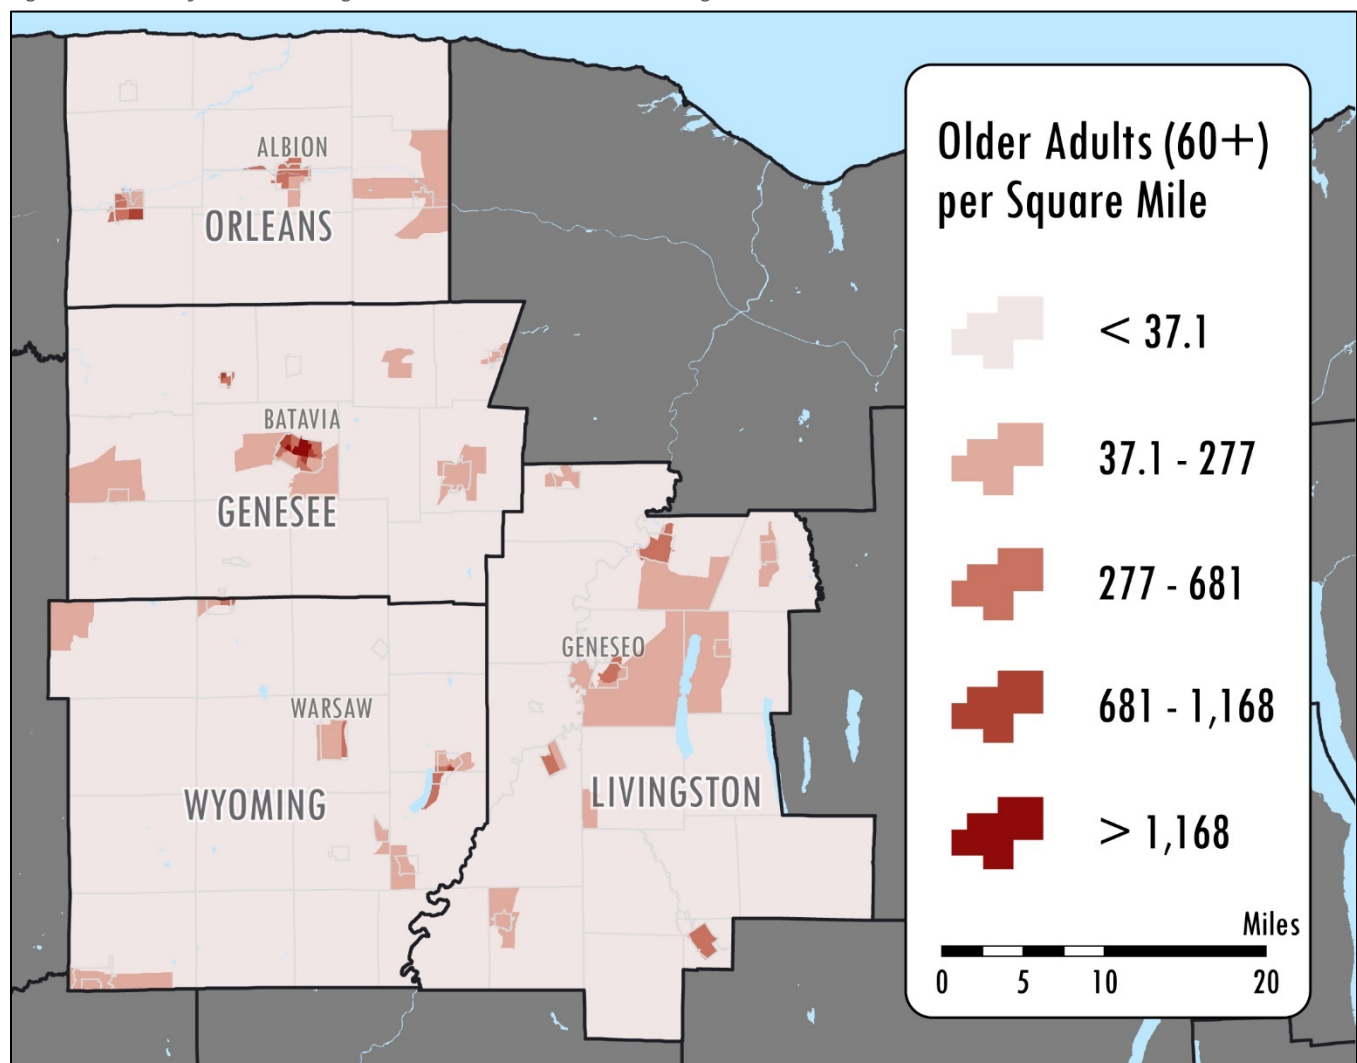 ALBION
ORLEANS
BATAVIA
GENESEE
GENESEO
WARSAW
WYOMING
LIVINGSTON
Older Adults (60+)
per Square Mile
< 37.1
37.1 - 277
277 - 681
681 - 1,168
> 1,168
Miles
0 5 10 20